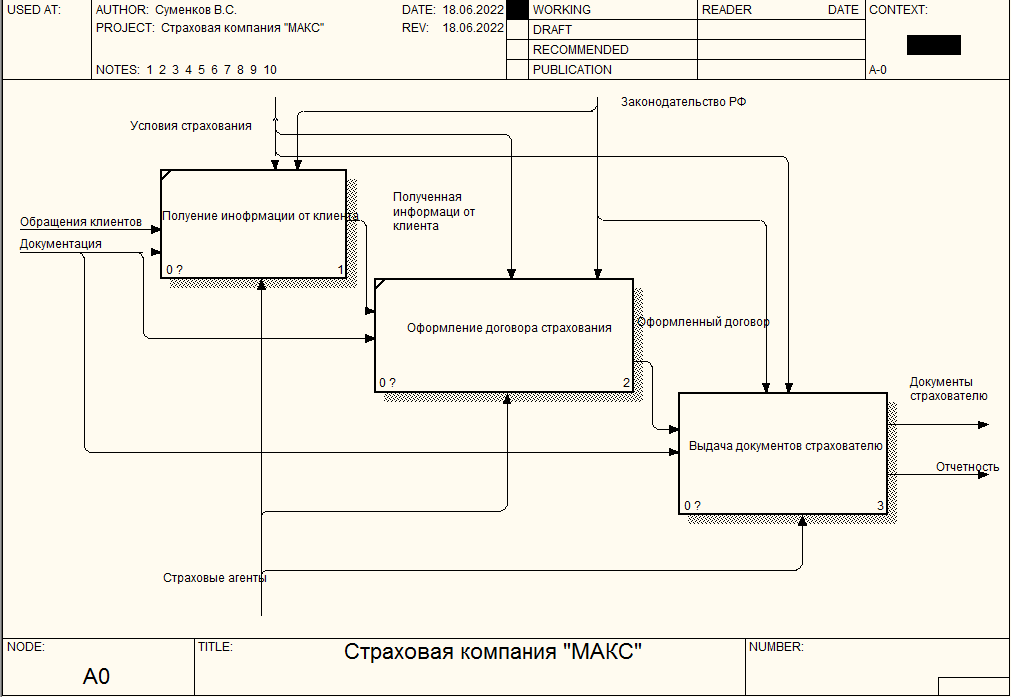 USED AT:
AUTHOR: Суменков В.С.
DATE: 18.06.2022
WORKING
READER
DATE
CONTEXT:
PROJECT: Страховая компания "МАКС"
REV: 18.06.2022
DRAFT
RECOMMENDED
NOTES: 1 2 3 4 5 6 7 8 9 10
PUBLICATION
A-0
Законодательство РФ
Условия страхования
Полученная
информаци от
клиента
Полуение инофрмации от клиента
Обращения клиентов
Документация
0 ?
1
Оформление договора страхования
Оформленный договор
0 ?
2
Документы
страхователю
Выдача документов страхователю
Отчетность
0 ?
3
Страховые агенты
NODE:
TITLE:
Страховая компания "МАКС"
NUMBER:
A0